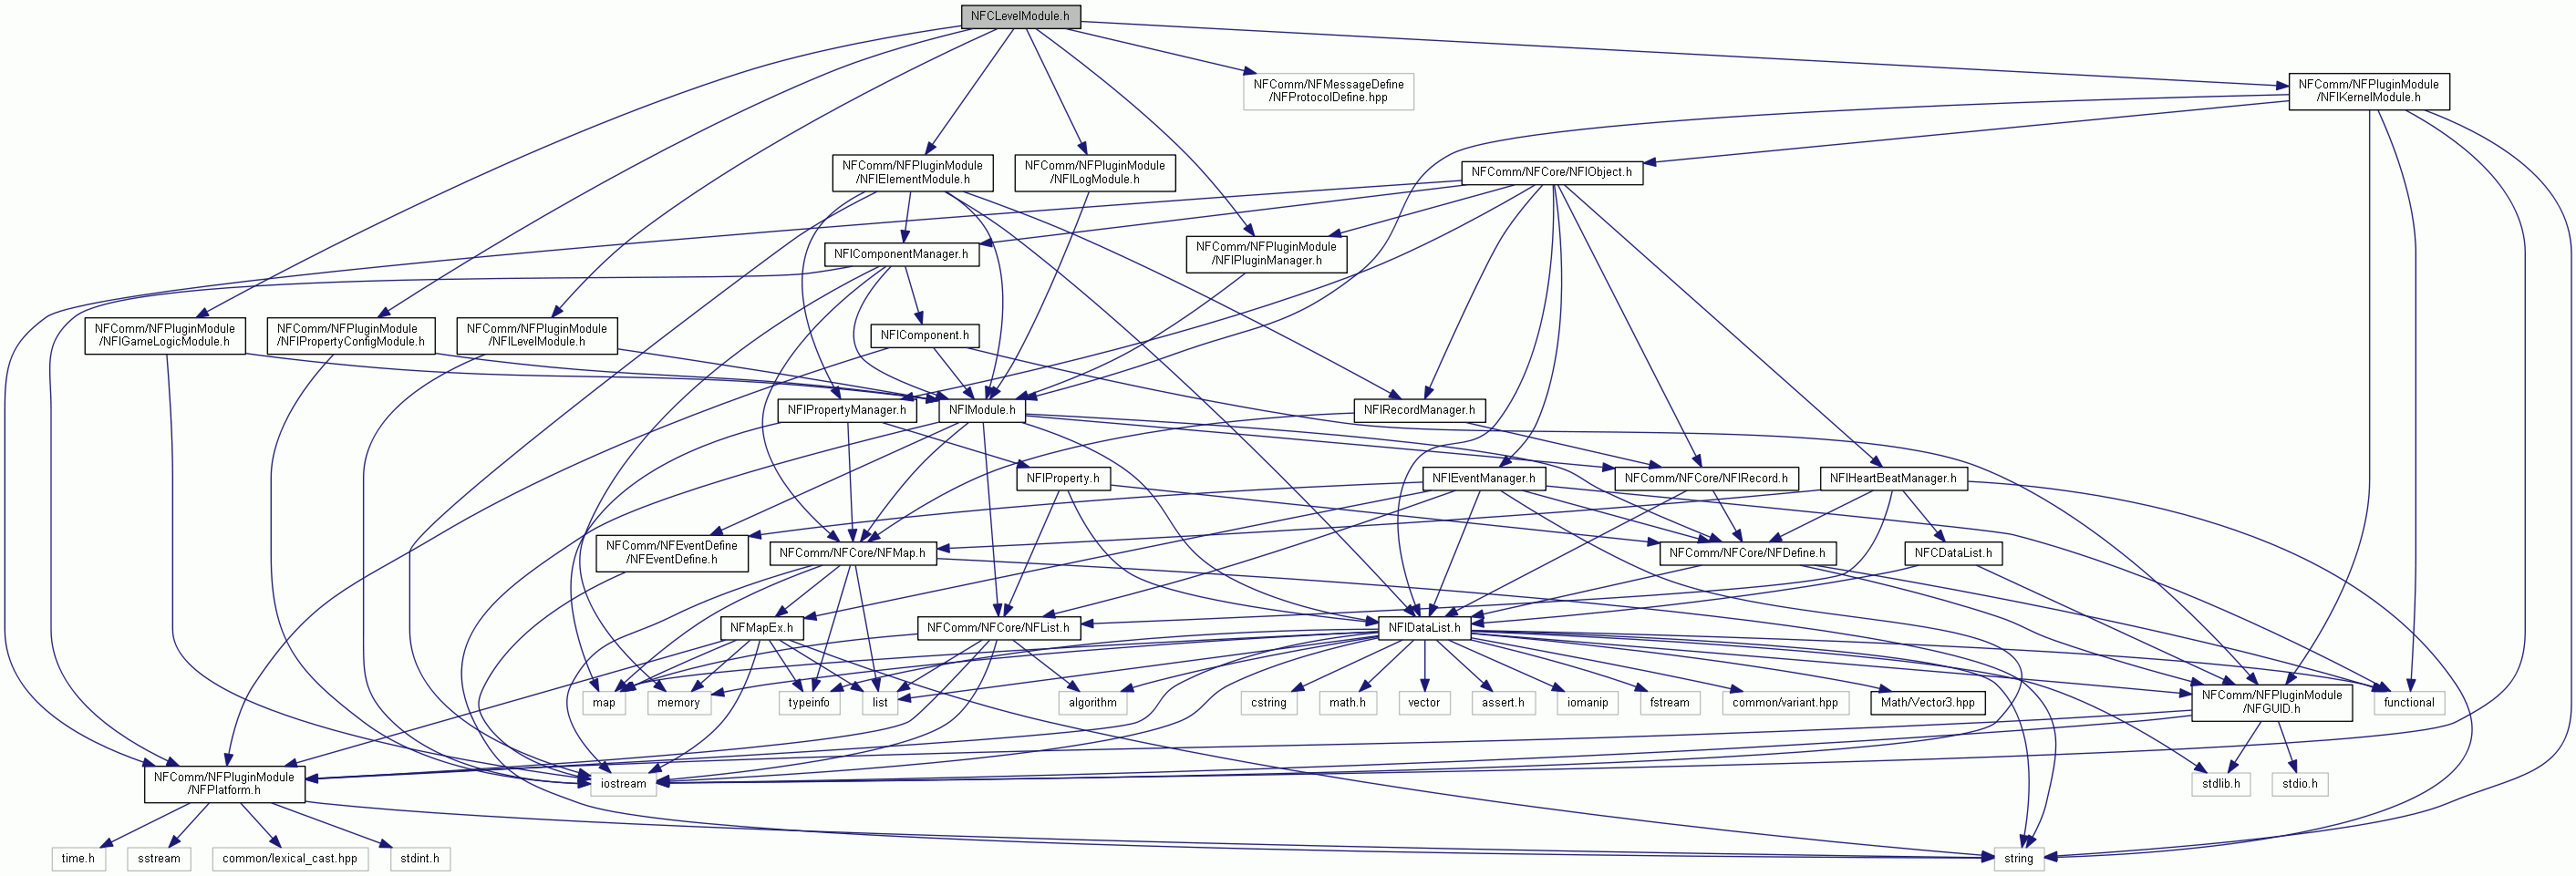 NFCLevelModule.h
NFComm/NFMessageDefine
/NFProtocolDefine.hpp
NFComm/NFPluginModule
/NFIKernelModule.h
NFComm/NFPluginModule
/NFIElementModule.h
NFComm/NFPluginModule
/NFILogModule.h
NFComm/NFCore/NFIObject.h
NFIComponentManager.h
NFComm/NFPluginModule
/NFIPluginManager.h
NFComm/NFPluginModule
/NFIGameLogicModule.h
NFComm/NFPluginModule
/NFIPropertyConfigModule.h
NFComm/NFPluginModule
/NFILevelModule.h
NFIComponent.h
NFIPropertyManager.h
NFIModule.h
NFIRecordManager.h
NFIProperty.h
NFIEventManager.h
NFComm/NFCore/NFIRecord.h
NFIHeartBeatManager.h
NFComm/NFEventDefine
/NFEventDefine.h
NFComm/NFCore/NFMap.h
NFComm/NFCore/NFDefine.h
NFCDataList.h
NFMapEx.h
NFComm/NFCore/NFList.h
NFIDataList.h
map
memory
typeinfo
list
algorithm
cstring
math.h
vector
assert.h
iomanip
fstream
common/variant.hpp
Math/Vector3.hpp
NFComm/NFPluginModule
/NFGUID.h
functional
NFComm/NFPluginModule
/NFPlatform.h
iostream
stdlib.h
stdio.h
time.h
sstream
common/lexical_cast.hpp
stdint.h
string